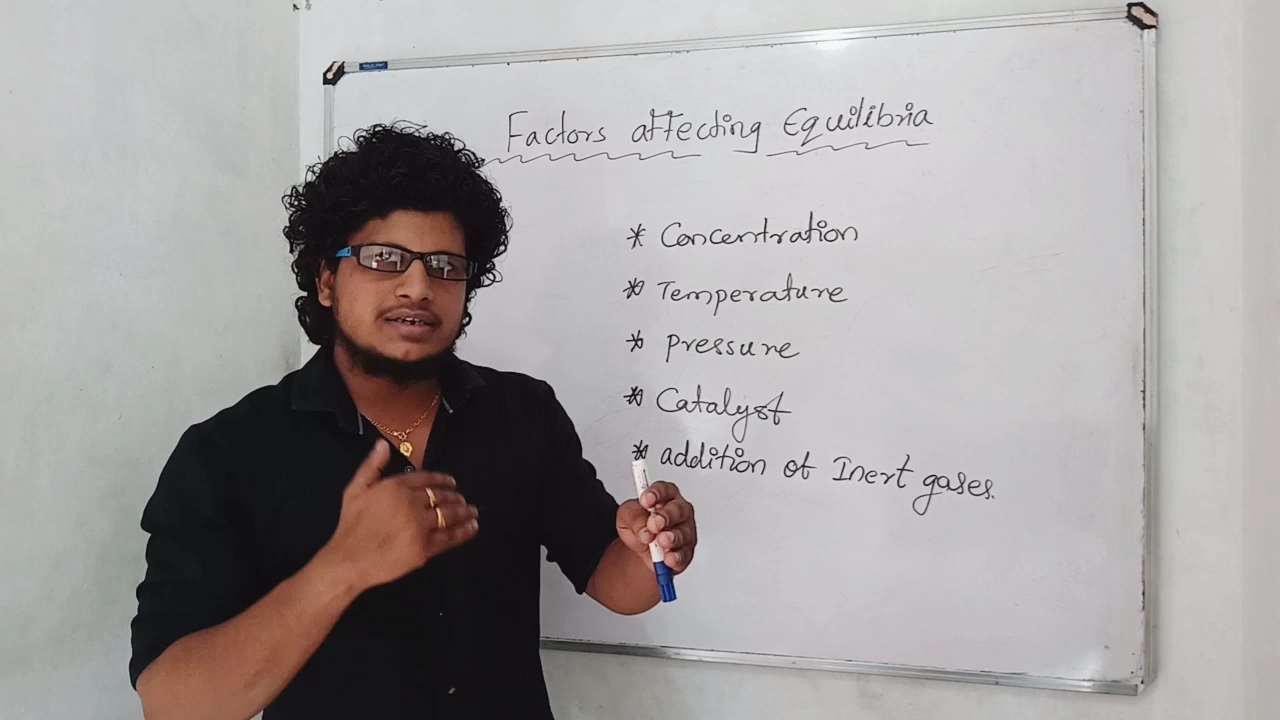 Factors affecting Equilibria
* Concentration
* Temperature
* Pressure
* Catalyst
* addition of Inert gases.